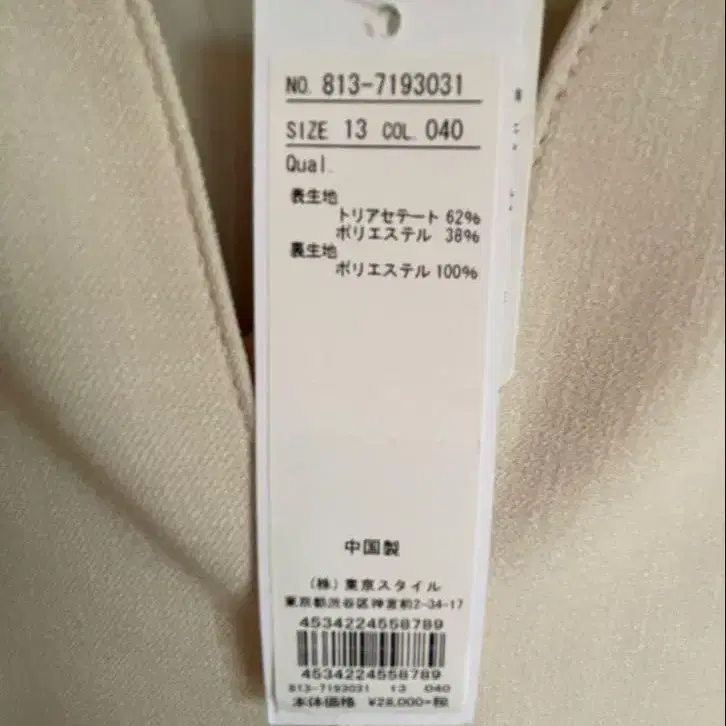 NO. 813-7193031
SIZE 13 COL. 040
Qual.
表生地
トリアセテート 62%
ポリエステル 38%
裏生地
ポリエステル 100%
中国製
(株) 東京スタイル
東京都渋谷区神宮前2-34-17
4534224558789
4534224558789
813-7193031 13 040
本体価格 ¥28,000+税